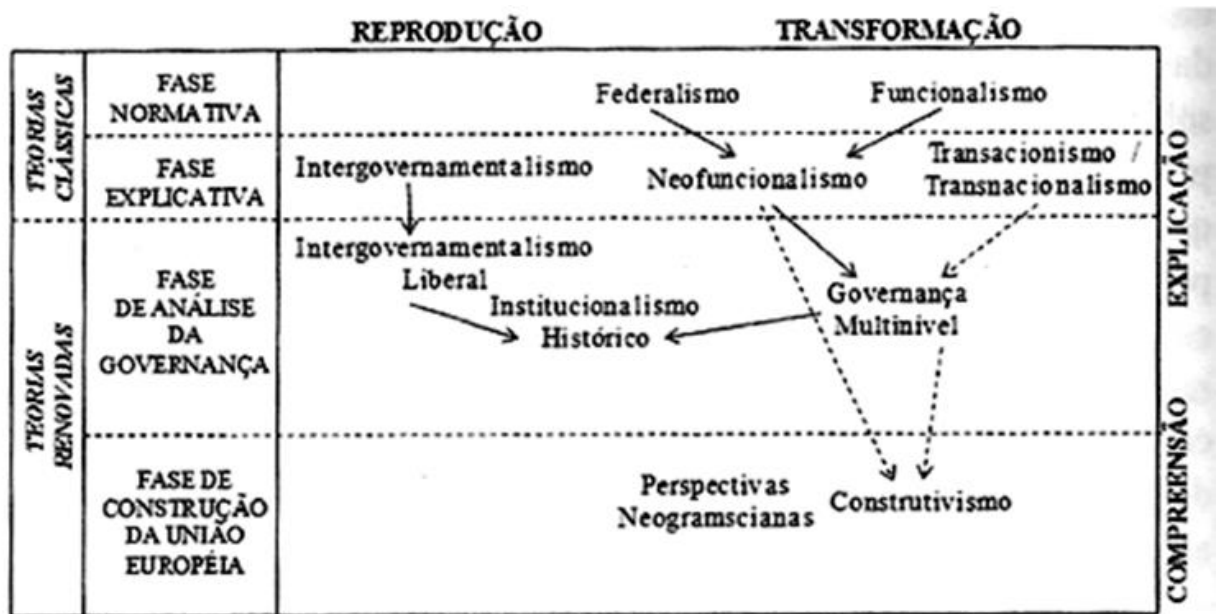 REPRODUÇÃO
TRANSFORMAÇÃO
TEORIAS
CLÁSSICAS
FASE
NORMATIVA
Federalismo
Funcionalismo
FASE
EXPLICATIVA
Intergovernamentalismo
Neofuncionalismo
Transacionismo /
Transnacionalismo
EXPLICAÇÃO
TEORIAS
RENOVADAS
FASE
DE ANÁLISE
DA
GOVERNANÇA
Intergovernamentalismo
Liberal
Institucionalismo
Histórico
Governança
Multinível
FASE DE
CONSTRUÇÃO
DA UNIÃO
EUROPÉIA
Perspectivas
Neogramscianas
Construtivismo
COMPREENSÃO